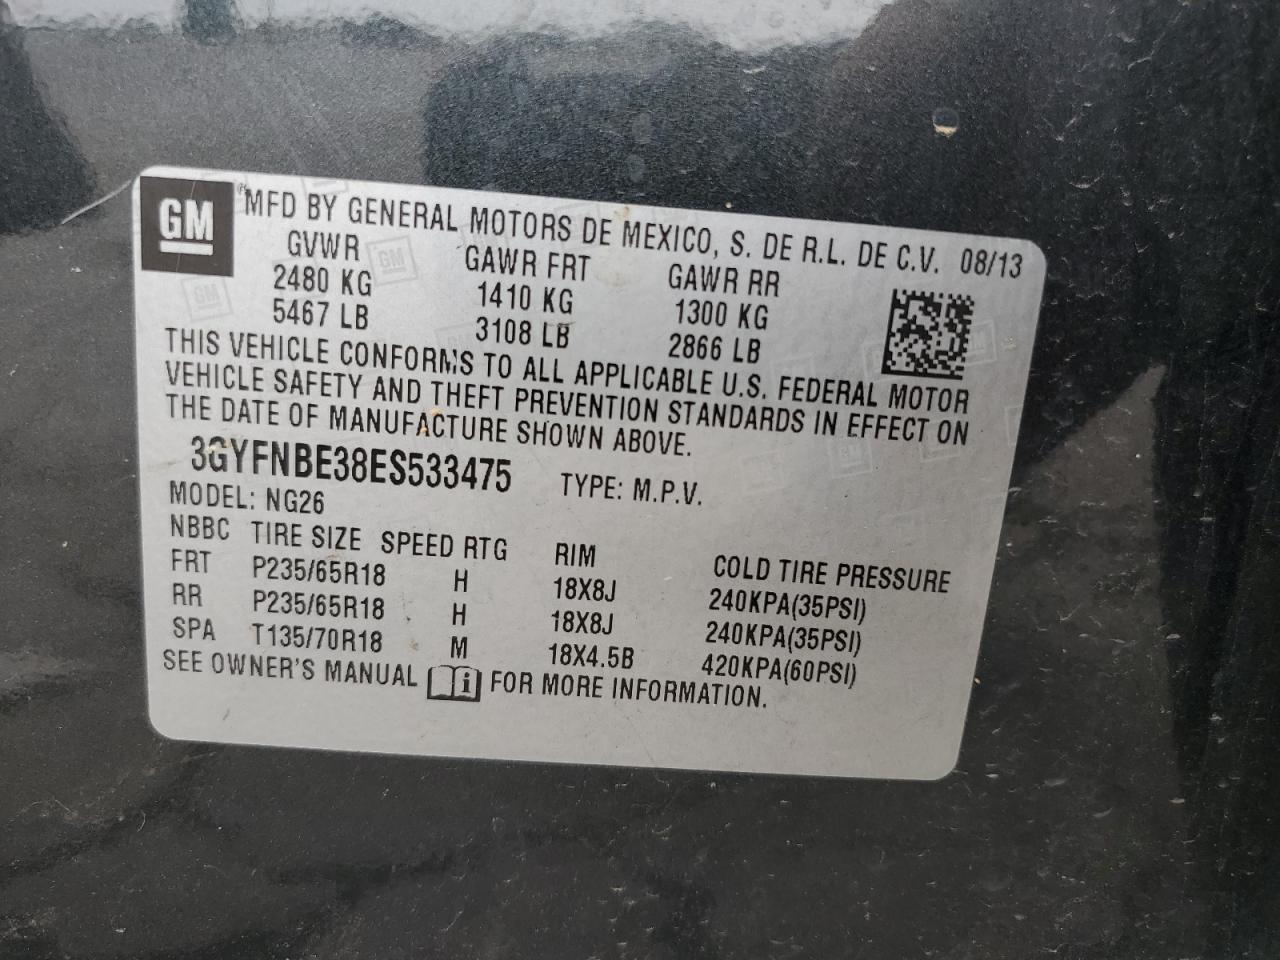 GM ® MFD BY GENERAL MOTORS DE MEXICO, S. DE R.L. DE C.V. 08/13
GVWR GAWR FRT GAWR RR
2480 KG 1410 KG 1300 KG
5467 LB 3108 LB 2866 LB
THIS VEHICLE CONFORMS TO ALL APPLICABLE U.S. FEDERAL MOTOR
VEHICLE SAFETY AND THEFT PREVENTION STANDARDS IN EFFECT ON
THE DATE OF MANUFACTURE SHOWN ABOVE.
3GYFNBE38ES533475 TYPE: M.P.V.
MODEL: NG26
NBBC TIRE SIZE SPEED RTG RIM COLD TIRE PRESSURE
FRT P235/65R18 H 18X8J 240KPA(35PSI)
RR P235/65R18 H 18X8J 240KPA(35PSI)
SPA T135/70R18 M 18X4.5B 420KPA(60PSI)
SEE OWNER'S MANUAL i FOR MORE INFORMATION.